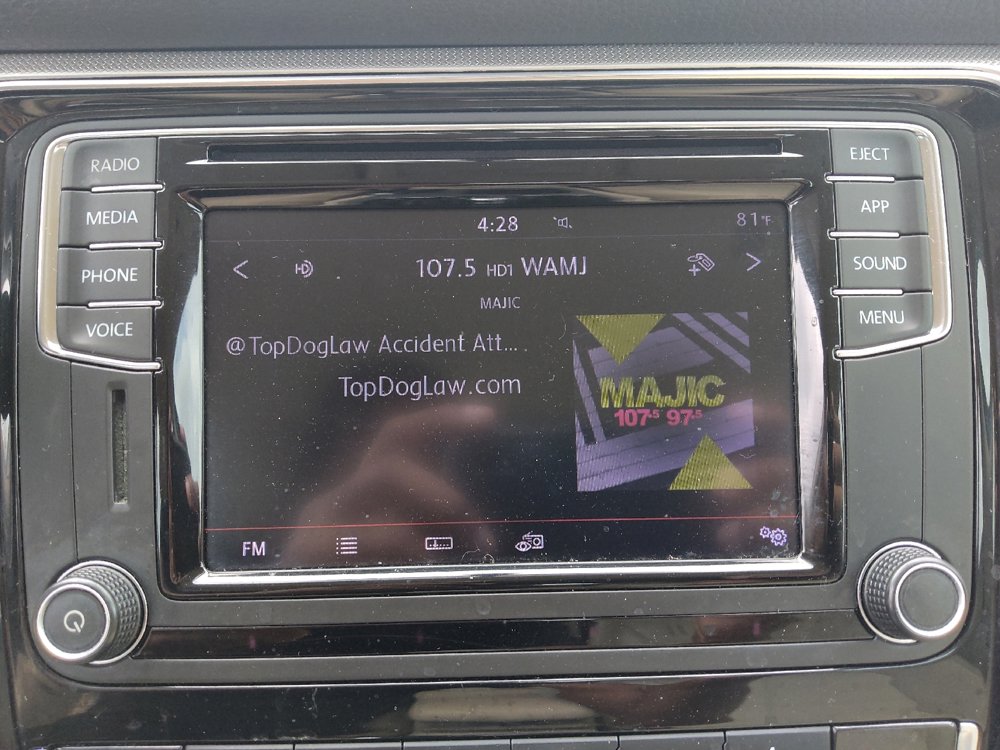 RADIO
MEDIA
PHONE
VOICE
EJECT
APP
SOUND
MENU
4:28
81°F
107.5 HD1 WAMJ
MAJIC
@TopDogLaw Accident Att...
TopDogLaw.com
MAJIC
107.5 97.5
FM